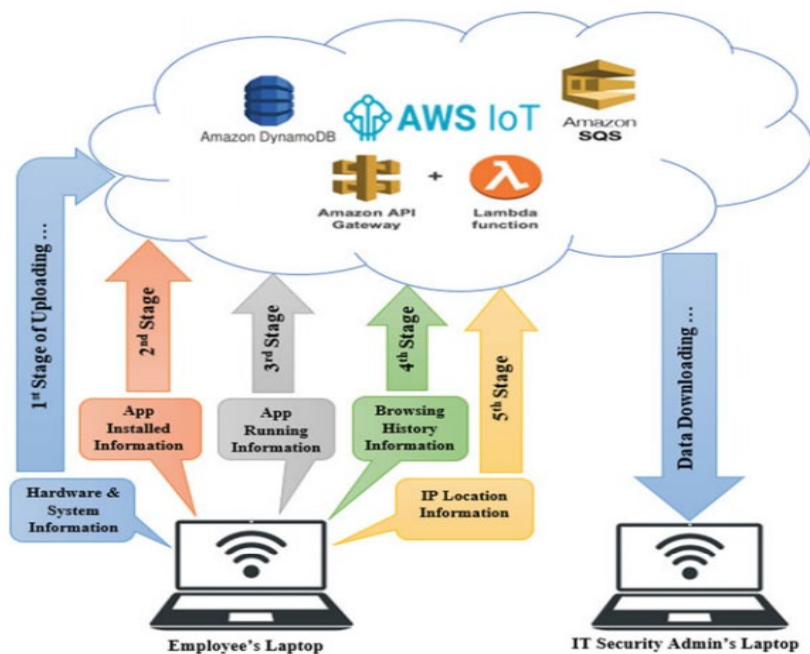 Amazon DynamoDB
AWS IoT
Amazon
SQS
Amazon API
Gateway
+
Lambda
function
1st Stage of Uploading ...
2nd Stage
3rd Stage
4th Stage
5th Stage
Data Downloading ...
App
Installed
Information
App
Running
Information
Browsing
History
Information
Hardware &
System
Information
IP Location
Information
Employee's Laptop
IT Security Admin's Laptop